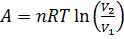 A = nRT ln(V₂/V₁)